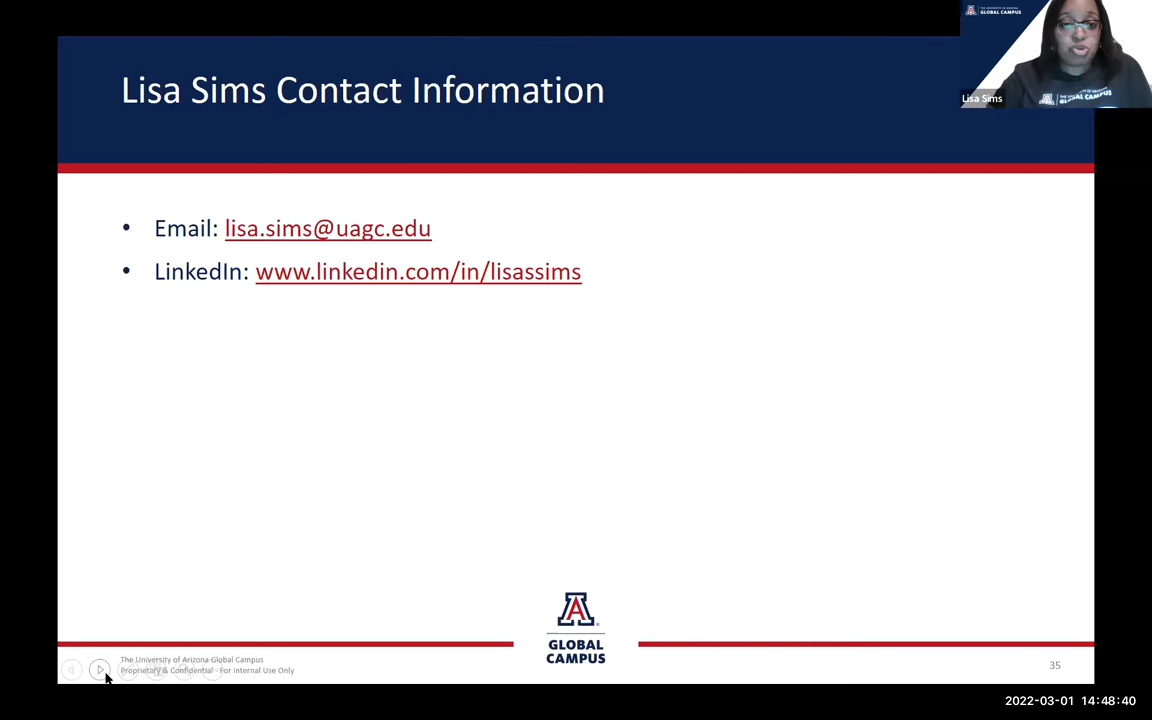 THE UNIVERSITY OF ARIZONA
GLOBAL CAMPUS
Lisa Sims
GLOBAL CAMPUS
Lisa Sims Contact Information
• Email: lisa.sims@uagc.edu
• LinkedIn: www.linkedin.com/in/lisassims
A
GLOBAL
CAMPUS
The University of Arizona Global Campus
Proprietary & Confidential - For Internal Use Only
35
2022-03-01 14:48:40